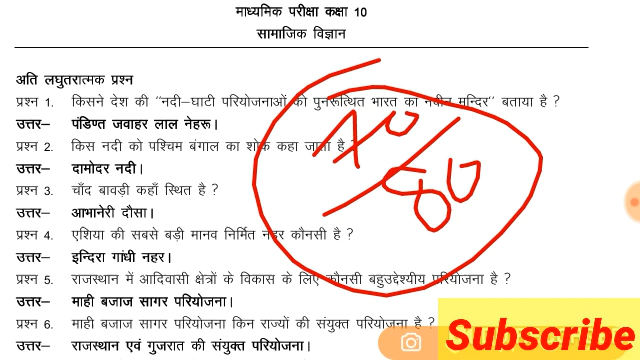 माध्यमिक परीक्षा कक्षा 10
सामाजिक विज्ञान
अति लघुतरात्मक प्रश्न
प्रश्न 1. किसने देश की "नदी–घाटी परियोजनाओं को पुनरूत्थित भारत का नवीन मन्दिर" बताया है ?
उत्तर– पंडिण्त जवाहर लाल नेहरू।
प्रश्न 2. किस नदी को पश्चिम बंगाल का शोक कहा जाता है ?
उत्तर– दामोदर नदी।
प्रश्न 3. चाँद बावड़ी कहाँ स्थित है ?
उत्तर– आभानेरी दौसा।
प्रश्न 4. एशिया की सबसे बड़ी मानव निर्मित नहर कौनसी है ?
उत्तर– इन्दिरा गांधी नहर।
प्रश्न 5. राजस्थान में आदिवासी क्षेत्रों के विकास के लिए कौनसी बहुउद्देश्यीय परियोजना है ?
उत्तर– माही बजाज सागर परियोजना।
प्रश्न 6. माही बजाज सागर परियोजना किन राज्यों की संयुक्त परियोजना है ?
उत्तर– राजस्थान एवं गुजरात की संयुक्त परियोजना।
80
Subscribe